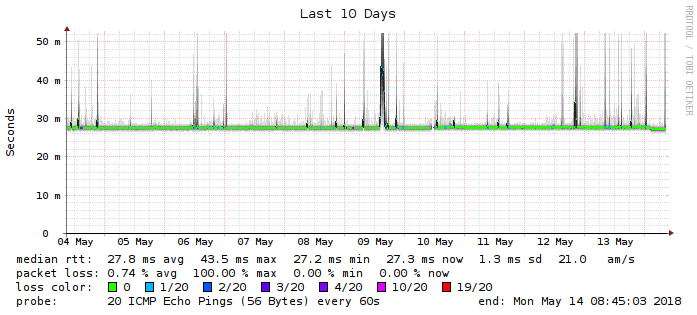 Last 10 Days
RRDTOOL / TOBI OETIKER
Seconds
50 m
40 m
30 m
20 m
10 m
0
04 May 05 May 06 May 07 May 08 May 09 May 10 May 11 May 12 May 13 May
median rtt: 27.8 ms avg 43.5 ms max 27.2 ms min 27.3 ms now 1.3 ms sd 21.0 am/s
packet loss: 0.74 % avg 100.00 % max 0.00 % min 0.00 % now
loss color: 0 1/20 2/20 3/20 4/20 10/20 19/20
probe: 20 ICMP Echo Pings (56 Bytes) every 60s end: Mon May 14 08:45:03 2018